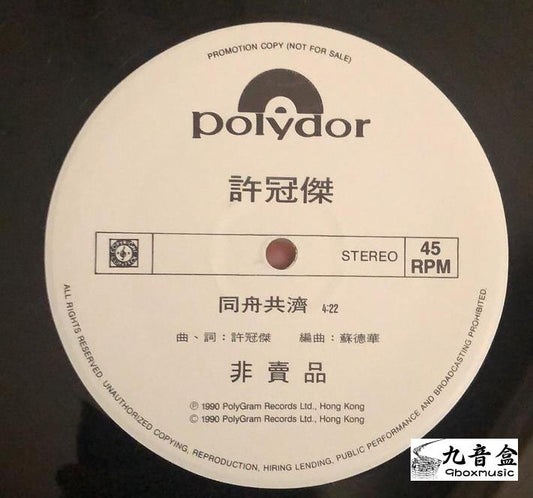 PROMOTION COPY (NOT FOR SALE)
polydor
許冠傑
STEREO
45
RPM
同舟共濟 4:22
曲、詞：許冠傑 編曲：蘇德華
非賣品
Ⓟ 1990 PolyGram Records Ltd., Hong Kong
© 1990 PolyGram Records Ltd., Hong Kong
ALL RIGHTS RESERVED. UNAUTHORIZED COPYING, REPRODUCTION, HIRING LENDING, PUBLIC PERFORMANCE AND BROADCASTING PROHIBITED.
九音盒
9boxmusic